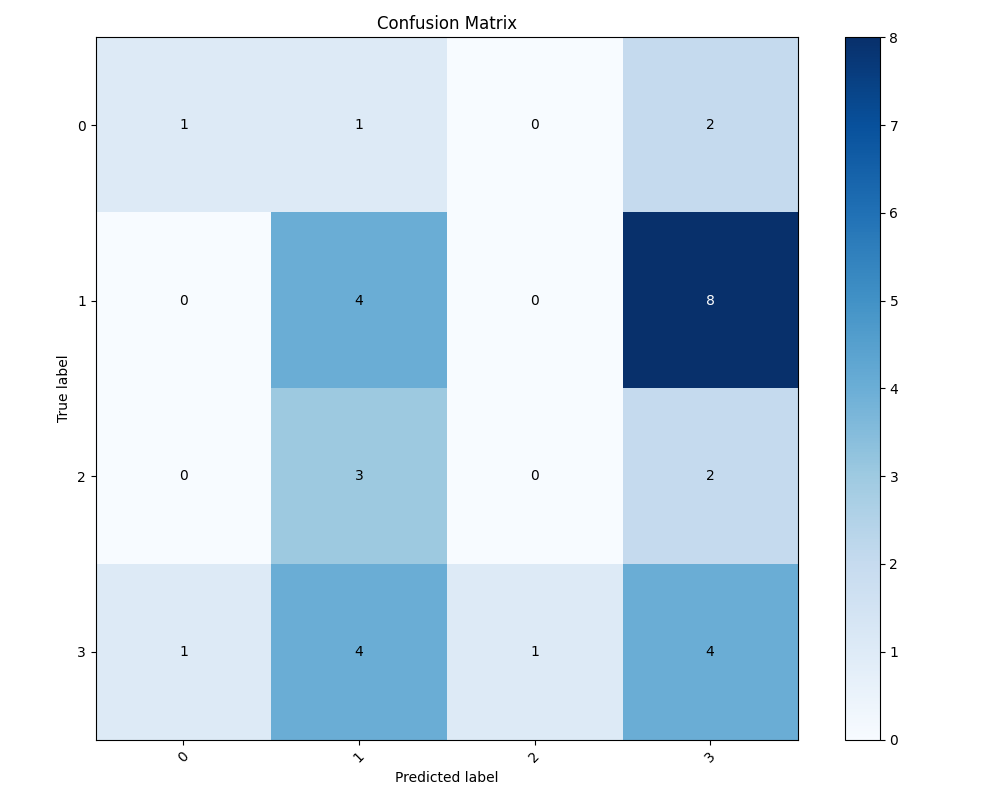 Confusion Matrix
0 1 1 0 2
1 0 4 0 8
2 0 3 0 2
3 1 4 1 4
0 1 2 3
True label
Predicted label
8
7
6
5
4
3
2
1
0